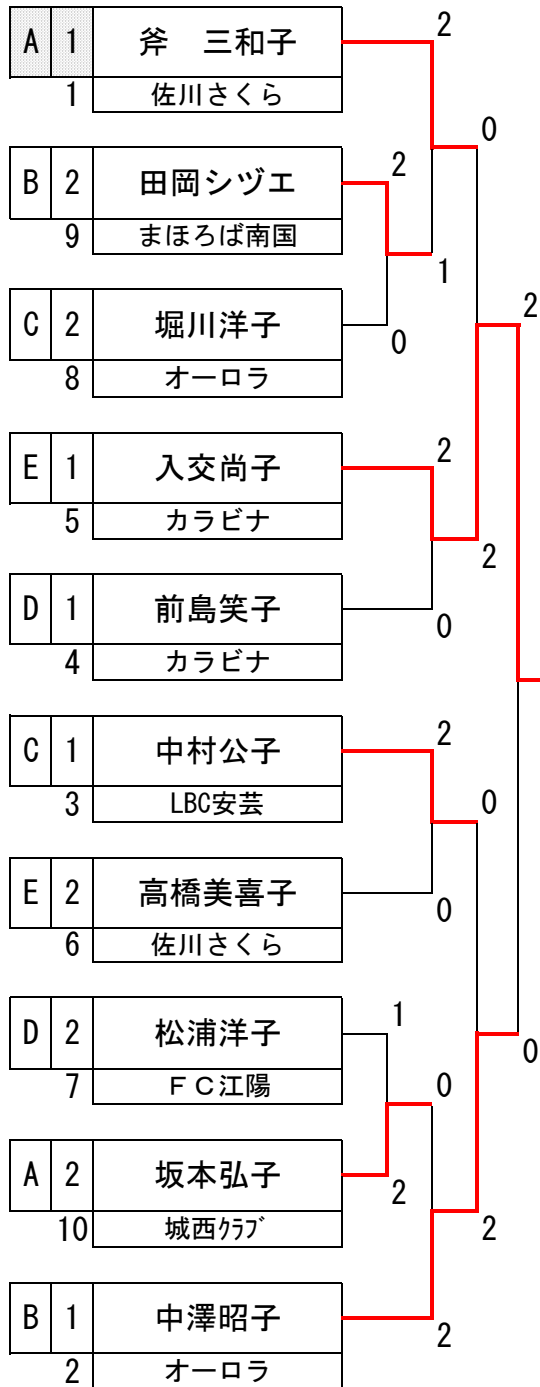 A 1 斧　三和子 2
1 佐川さくら
0
B 2 田岡シヅエ 2
9 まほろば南国
1
C 2 堀川洋子 0
2
8 オーロラ
E 1 入交尚子 2
5 カラビナ
2
D 1 前島笑子 0
4 カラビナ
C 1 中村公子 2
3 LBC安芸 0
E 2 高橋美喜子 0
6 佐川さくら
D 2 松浦洋子 1
0
7 ＦＣ江陽 0
A 2 坂本弘子 2
10 城西ｸﾗﾌﾞ 2
B 1 中澤昭子 2
2 オーロラ